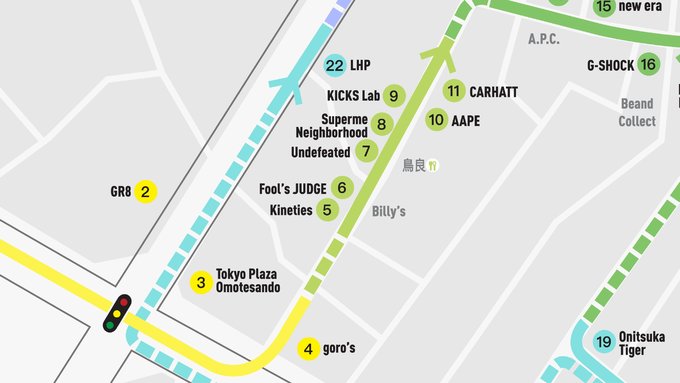 15
new era
A.P.C.
G-SHOCK 16
22 LHP
KICKS Lab 9
11 CARHATT
Superme
Neighborhood 8
10 AAPE
Beand
Collect
Undefeated 7
鳥良
GR8 2
Fool's JUDGE 6
Kineties 5
Billy's
3 Tokyo Plaza
Omotesando
4 goro's
19 Onitsuka
Tiger